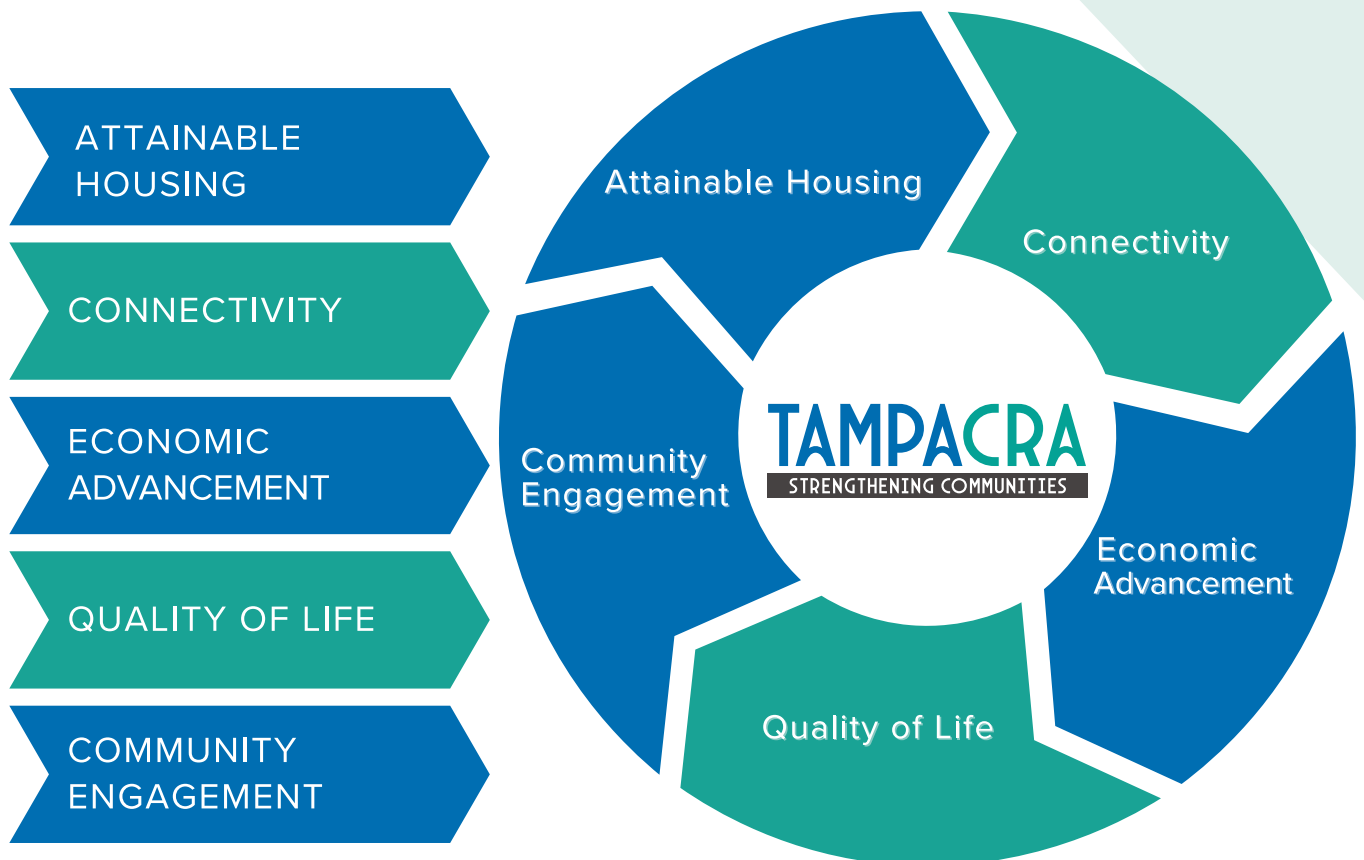 ATTAINABLE
HOUSING
CONNECTIVITY
ECONOMIC
ADVANCEMENT
QUALITY OF LIFE
COMMUNITY
ENGAGEMENT
Attainable Housing
Connectivity
Economic
Advancement
Quality of Life
Community
Engagement
TAMPACRA
STRENGTHENING COMMUNITIES